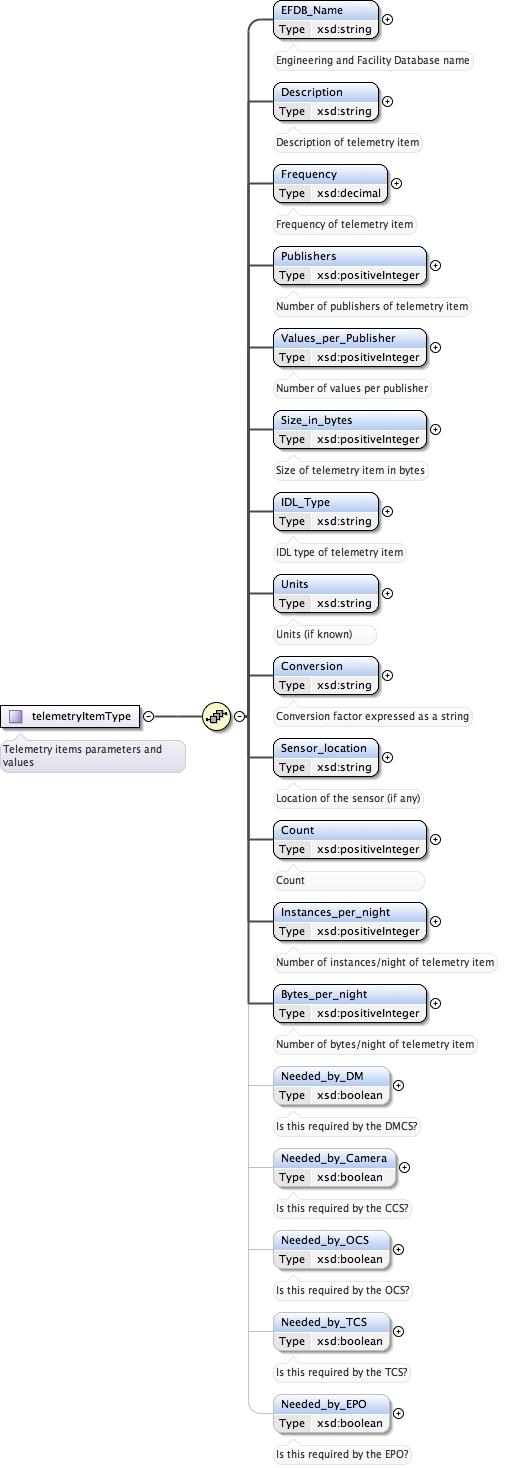 EFDB_Name
Type xsd:string
Engineering and Facility Database name
Description
Type xsd:string
Description of telemetry item
Frequency
Type xsd:decimal
Frequency of telemetry item
Publishers
Type xsd:positiveInteger
Number of publishers of telemetry item
Values_per_Publisher
Type xsd:positiveInteger
Number of values per publisher
Size_in_bytes
Type xsd:positiveInteger
Size of telemetry item in bytes
IDL_Type
Type xsd:string
IDL type of telemetry item
Units
Type xsd:string
Units (if known)
Conversion
Type xsd:string
Conversion factor expressed as a string
telemetryItemType
Telemetry items parameters and
values
Sensor_location
Type xsd:string
Location of the sensor (if any)
Count
Type xsd:positiveInteger
Count
Instances_per_night
Type xsd:positiveInteger
Number of instances/night of telemetry item
Bytes_per_night
Type xsd:positiveInteger
Number of bytes/night of telemetry item
Needed_by_DM
Type xsd:boolean
Is this required by the DMCS?
Needed_by_Camera
Type xsd:boolean
Is this required by the CCS?
Needed_by_OCS
Type xsd:boolean
Is this required by the OCS?
Needed_by_TCS
Type xsd:boolean
Is this required by the TCS?
Needed_by_EPO
Type xsd:boolean
Is this required by the EPO?